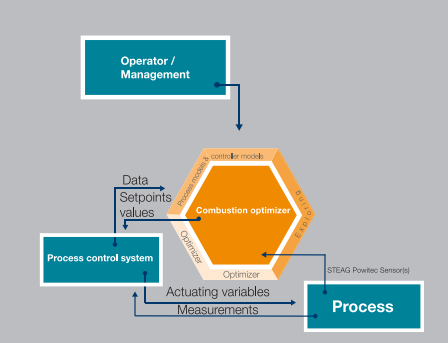 Operator /
Management
Process models &
controller models
Exploring
Combustion optimizer
Optimizer
Optimizer
Data
Setpoints
values
Process control system
STEAG Powitec Sensor(s)
Actuating variables
Measurements
Process